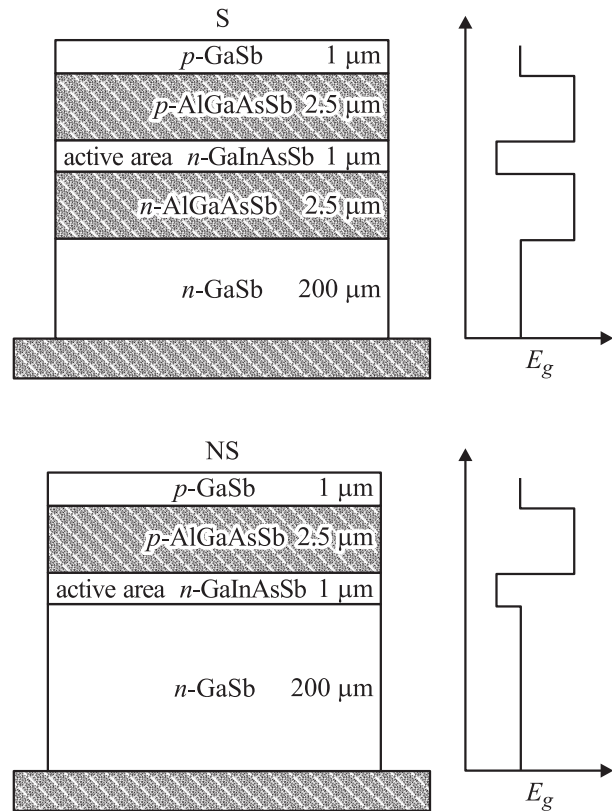 S
p-GaSb 1 μm
p-AlGaAsSb 2.5 μm
active area n-GaInAsSb 1 μm
n-AlGaAsSb 2.5 μm
n-GaSb 200 μm
E_g
NS
p-GaSb 1 μm
p-AlGaAsSb 2.5 μm
active area n-GaInAsSb 1 μm
n-GaSb 200 μm
E_g